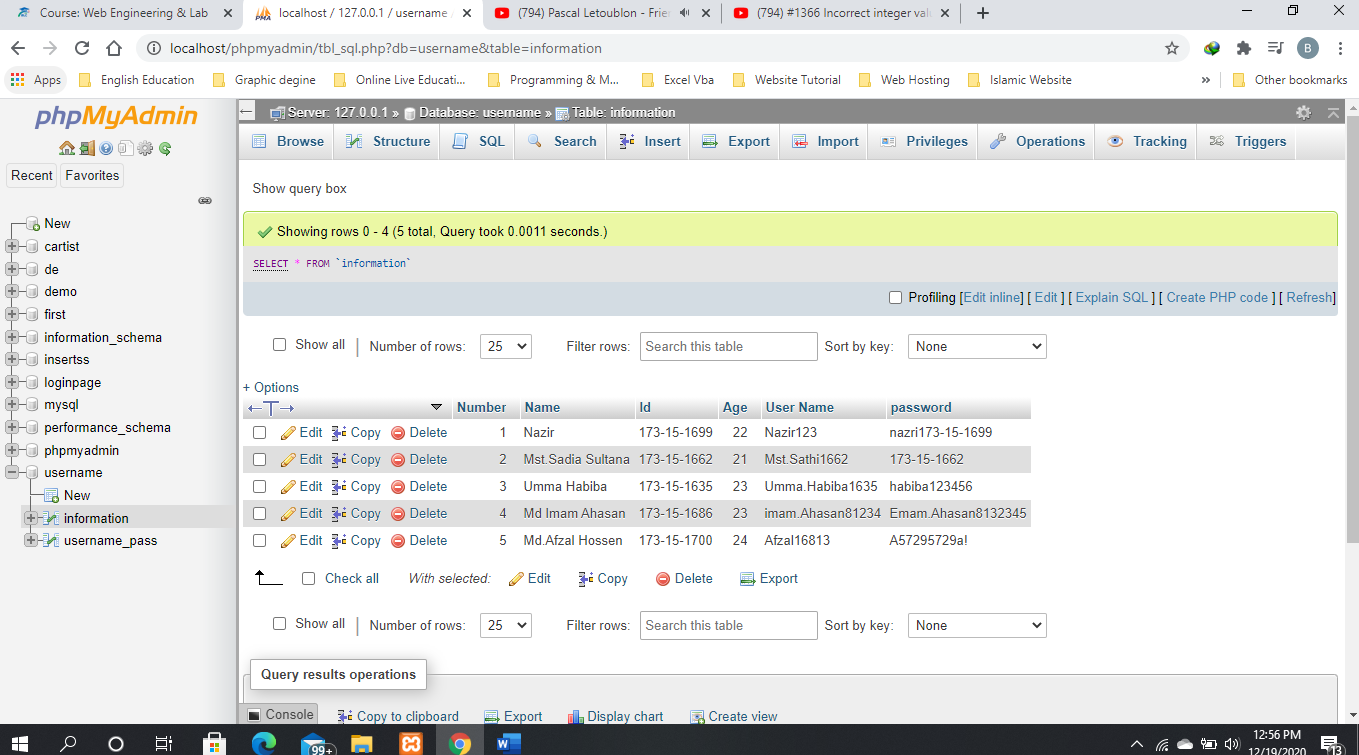 Course: Web Engineering & Lab
localhost / 127.0.0.1 / username
(794) Pascal Letoublon - Frie
(794) #1366 Incorrect integer valu
localhost/phpmyadmin/tbl_sql.php?db=username&table=information
B
Apps English Education Graphic degine Online Live Educati... Programming & M... Excel Vba Website Tutorial Web Hosting Islamic Website » Other bookmarks
phpMyAdmin
Recent Favorites
New
cartist
de
demo
first
information_schema
insertss
loginpage
mysql
performance_schema
phpmyadmin
username
New
information
username_pass
Server: 127.0.0.1 » Database: username » Table: information
Browse Structure SQL Search Insert Export Import Privileges Operations Tracking Triggers
Show query box
Showing rows 0 - 4 (5 total, Query took 0.0011 seconds.)
SELECT * FROM `information`
Profiling [Edit inline] [ Edit ] [ Explain SQL ] [ Create PHP code ] [ Refresh]
Show all | Number of rows: 25 Filter rows: Search this table Sort by key: None
+ Options
←T→ Number Name Id Age User Name password
Edit Copy Delete 1 Nazir 173-15-1699 22 Nazir123 nazri173-15-1699
Edit Copy Delete 2 Mst.Sadia Sultana 173-15-1662 21 Mst.Sathi1662 173-15-1662
Edit Copy Delete 3 Umma Habiba 173-15-1635 23 Umma.Habiba1635 habiba123456
Edit Copy Delete 4 Md Imam Ahasan 173-15-1686 23 imam.Ahasan81234 Emam.Ahasan8132345
Edit Copy Delete 5 Md.Afzal Hossen 173-15-1700 24 Afzal16813 A57295729a!
Check all With selected: Edit Copy Delete Export
Show all | Number of rows: 25 Filter rows: Search this table Sort by key: None
Query results operations
Console Copy to clipboard Export Display chart Create view
99+
12:56 PM
12/19/2020
13